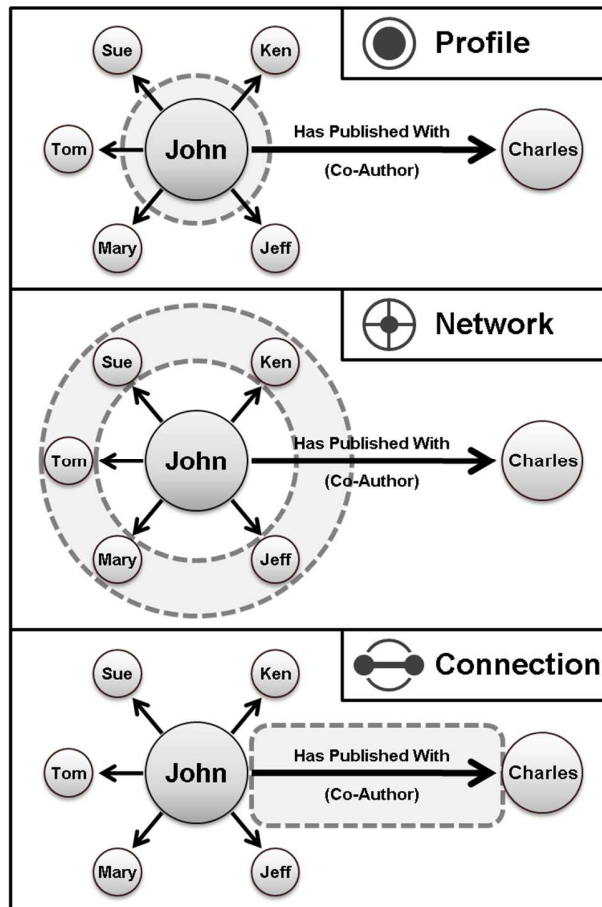 Profile
Sue
Ken
Tom
John
Has Published With
(Co-Author)
Charles
Mary
Jeff
Network
Sue
Ken
Tom
John
Has Published With
(Co-Author)
Charles
Mary
Jeff
Connection
Sue
Ken
Tom
John
Has Published With
(Co-Author)
Charles
Mary
Jeff